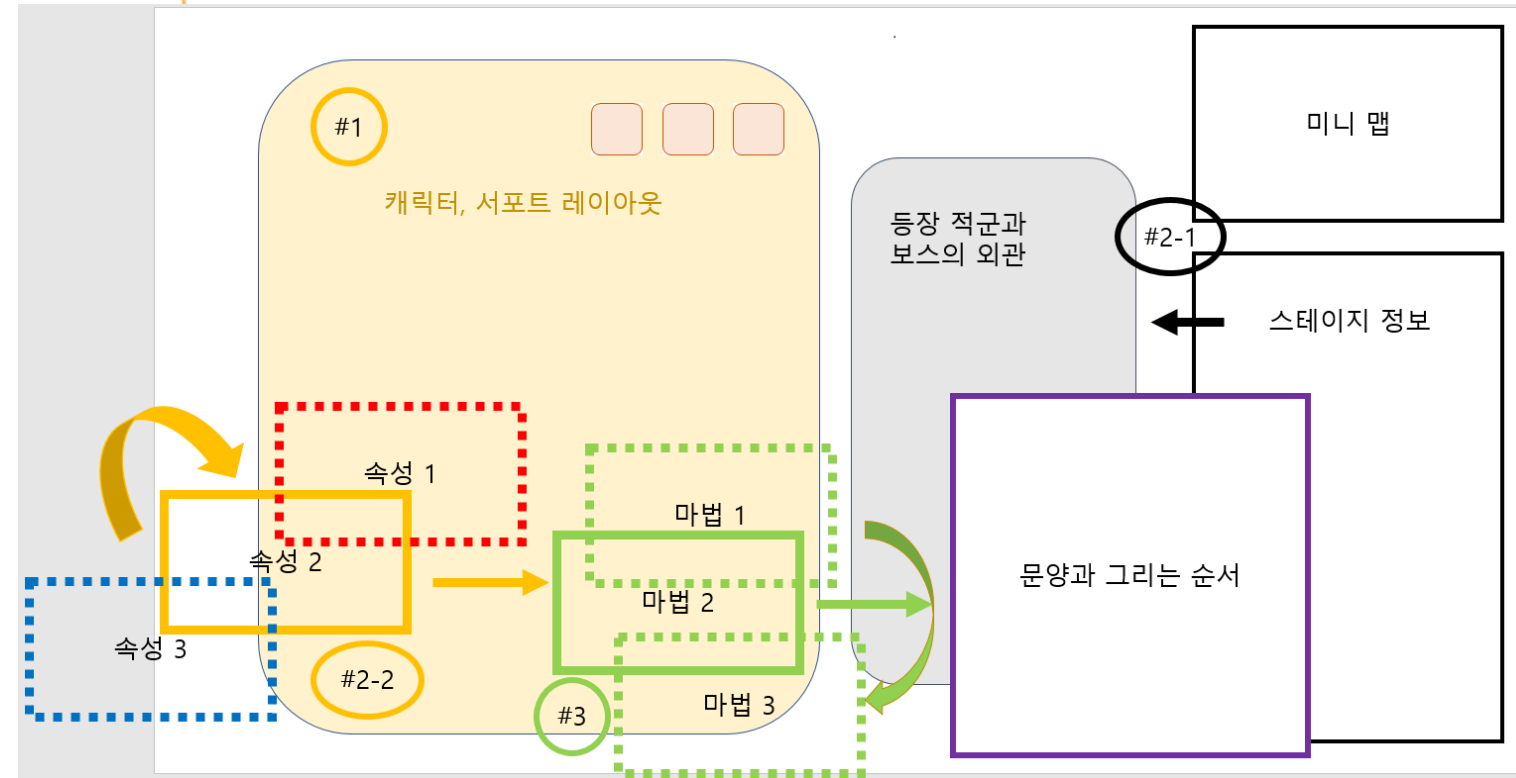 #1
캐릭터, 서포트 레이아웃
미니 맵
등장 적군과
보스의 외관
#2-1
스테이지 정보
속성 1
속성 2
속성 3
#2-2
마법 1
마법 2
마법 3
#3
문양과 그리는 순서